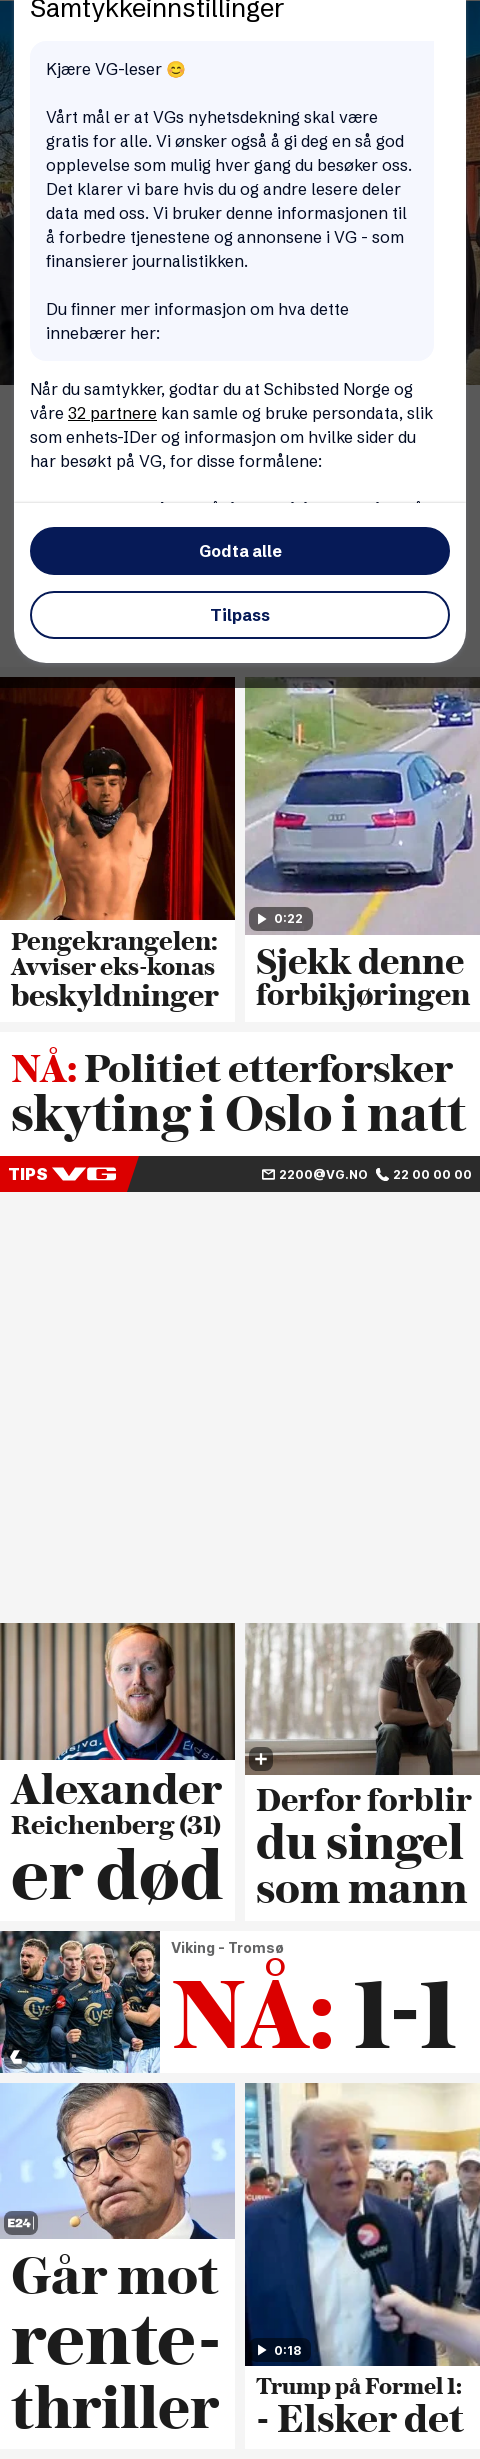 Samtykkeinnstillinger
Kjære VG-leser 😊
Vårt mål er at VGs nyhetsdekning skal være
gratis for alle. Vi ønsker også å gi deg en så god
opplevelse som mulig hver gang du besøker oss.
Det klarer vi bare hvis du og andre lesere deler
data med oss. Vi bruker denne informasjonen til
å forbedre tjenestene og annonsene i VG - som
finansierer journalistikken.
Du finner mer informasjon om hva dette
innebærer her:
Når du samtykker, godtar du at Schibsted Norge og
våre 32 partnere kan samle og bruke persondata, slik
som enhets-IDer og informasjon om hvilke sider du
har besøkt på VG, for disse formålene:
Godta alle
Tilpass
0:22
Pengekrangelen:
Avviser eks-konas
beskyldninger
Sjekk denne
forbikjøringen
NÅ: Politiet etterforsker
skyting i Oslo i natt
TIPS VG 2200@VG.NO 22 00 00 00
Alexander
Reichenberg (31)
er død
Derfor forblir
du singel
som mann
Viking - Tromsø
NÅ: 1-1
LYSE
E24
Går mot
rente-
thriller
viaplay
0:18
Trump på Formel 1:
- Elsker det